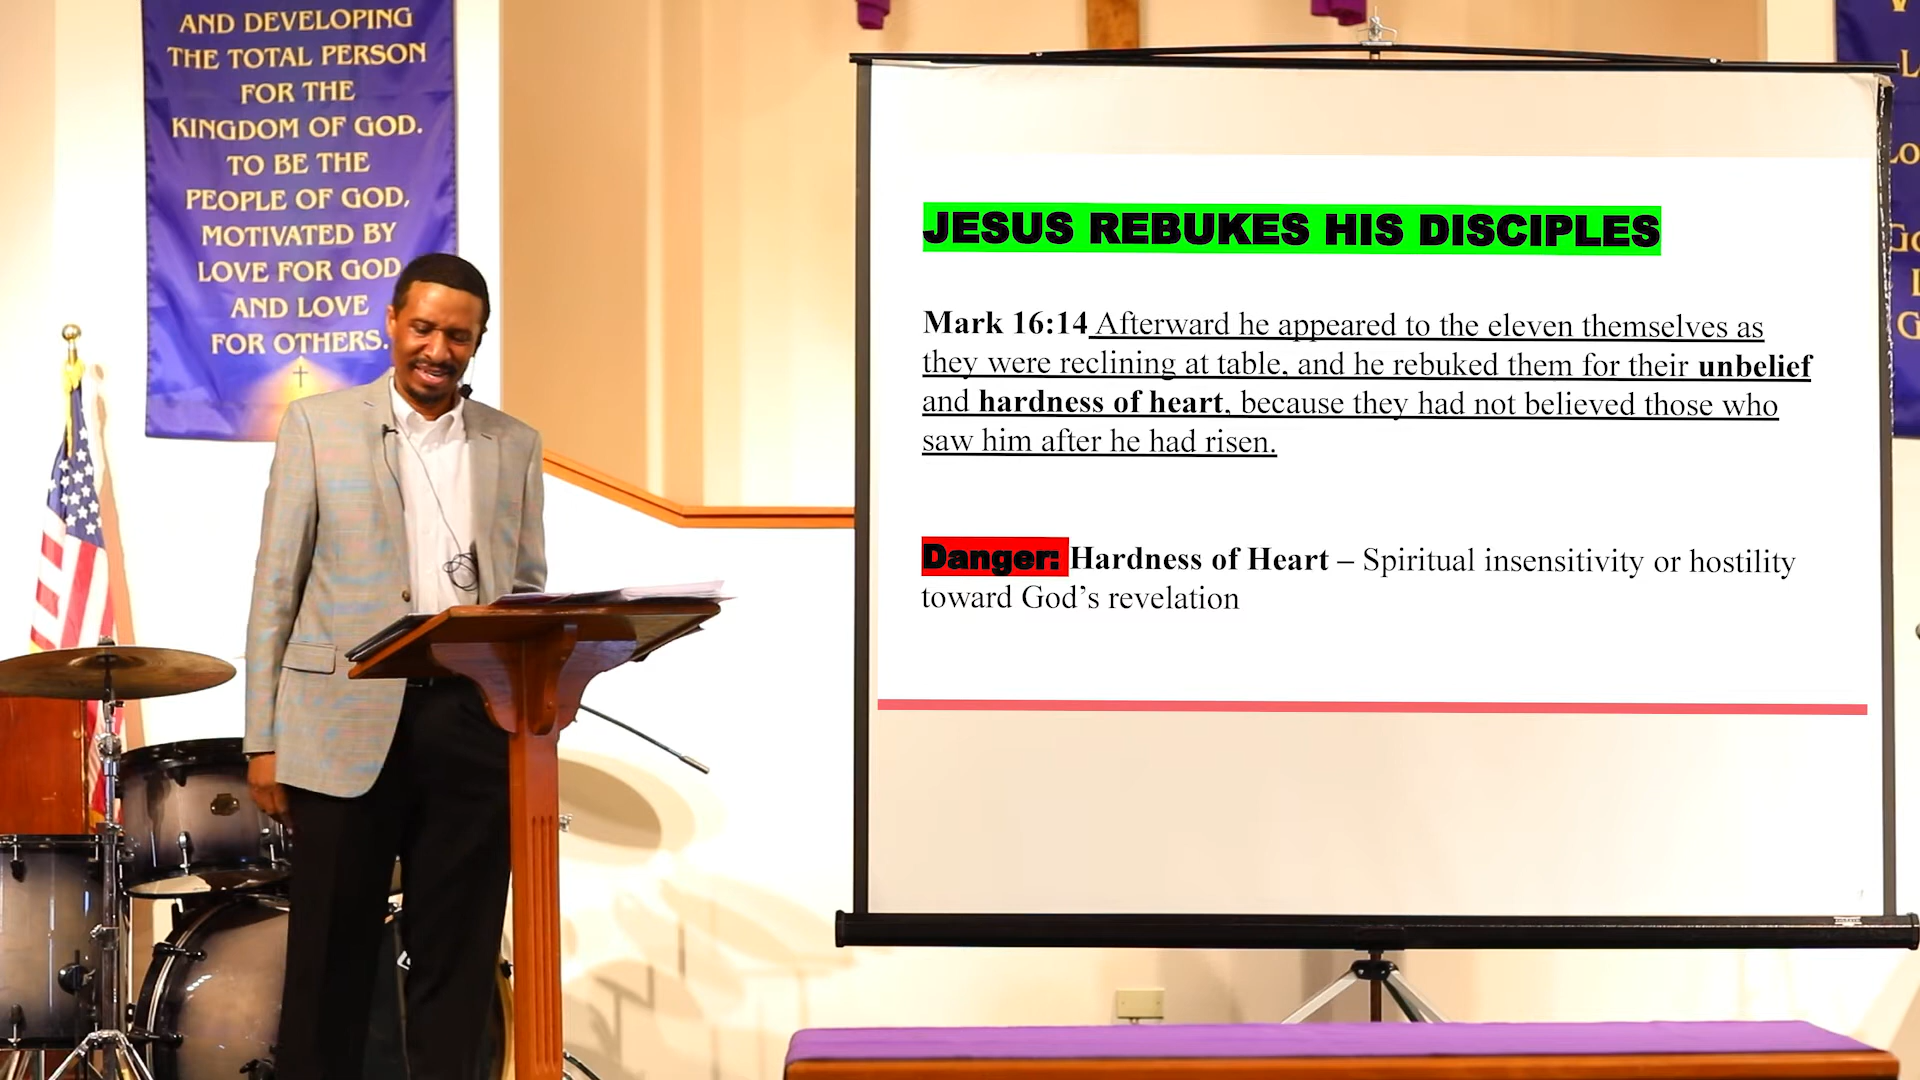 AND DEVELOPING
THE TOTAL PERSON
FOR THE
KINGDOM OF GOD.
TO BE THE
PEOPLE OF GOD,
MOTIVATED BY
LOVE FOR GOD
AND LOVE
FOR OTHERS.
JESUS REBUKES HIS DISCIPLES
Mark 16:14 Afterward he appeared to the eleven themselves as
they were reclining at table, and he rebuked them for their unbelief
and hardness of heart, because they had not believed those who
saw him after he had risen.
Danger: Hardness of Heart – Spiritual insensitivity or hostility
toward God’s revelation